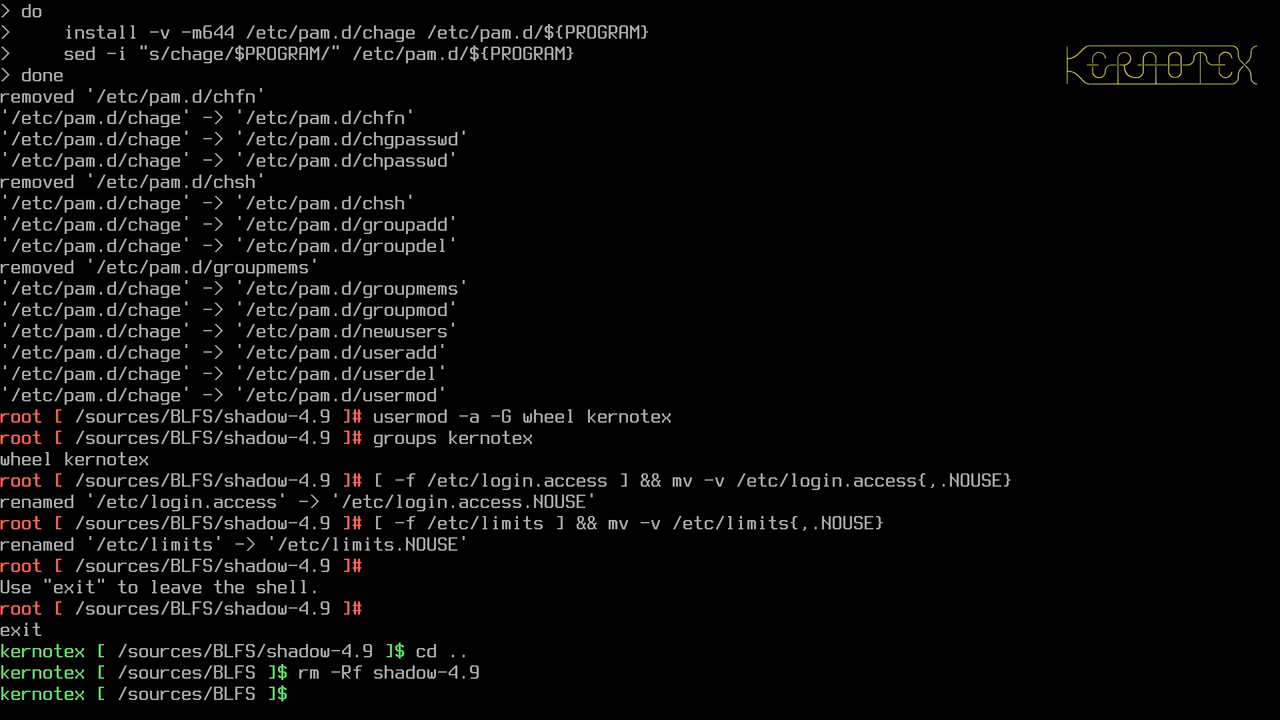 > do
>     install -v -m644 /etc/pam.d/chage /etc/pam.d/${PROGRAM}
>     sed -i "s/chage/$PROGRAM/" /etc/pam.d/${PROGRAM}
> done
removed '/etc/pam.d/chfn'
'/etc/pam.d/chage' -> '/etc/pam.d/chfn'
'/etc/pam.d/chage' -> '/etc/pam.d/chgpasswd'
'/etc/pam.d/chage' -> '/etc/pam.d/chpasswd'
removed '/etc/pam.d/chsh'
'/etc/pam.d/chage' -> '/etc/pam.d/chsh'
'/etc/pam.d/chage' -> '/etc/pam.d/groupadd'
'/etc/pam.d/chage' -> '/etc/pam.d/groupdel'
removed '/etc/pam.d/groupmems'
'/etc/pam.d/chage' -> '/etc/pam.d/groupmems'
'/etc/pam.d/chage' -> '/etc/pam.d/groupmod'
'/etc/pam.d/chage' -> '/etc/pam.d/newusers'
'/etc/pam.d/chage' -> '/etc/pam.d/useradd'
'/etc/pam.d/chage' -> '/etc/pam.d/userdel'
'/etc/pam.d/chage' -> '/etc/pam.d/usermod'
root [ /sources/BLFS/shadow-4.9 ]# usermod -a -G wheel kernotex
root [ /sources/BLFS/shadow-4.9 ]# groups kernotex
wheel kernotex
root [ /sources/BLFS/shadow-4.9 ]# [ -f /etc/login.access ] && mv -v /etc/login.access{,.NOUSE}
renamed '/etc/login.access' -> '/etc/login.access.NOUSE'
root [ /sources/BLFS/shadow-4.9 ]# [ -f /etc/limits ] && mv -v /etc/limits{,.NOUSE}
renamed '/etc/limits' -> '/etc/limits.NOUSE'
root [ /sources/BLFS/shadow-4.9 ]#
Use "exit" to leave the shell.
root [ /sources/BLFS/shadow-4.9 ]#
exit
kernotex [ /sources/BLFS/shadow-4.9 ]$ cd ..
kernotex [ /sources/BLFS ]$ rm -Rf shadow-4.9
kernotex [ /sources/BLFS ]$
KERNOTEX